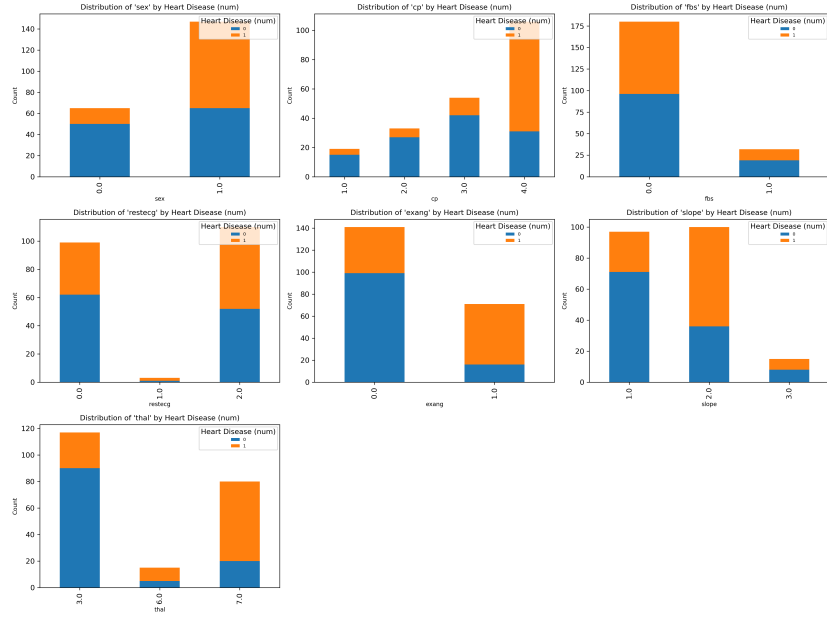 Distribution of 'sex' by Heart Disease (num)
Heart Disease (num)
0
1
Count
140
120
100
80
60
40
20
0
0.0
1.0
sex
Distribution of 'cp' by Heart Disease (num)
Heart Disease (num)
0
1
Count
100
80
60
40
20
0
1.0
2.0
3.0
4.0
cp
Distribution of 'fbs' by Heart Disease (num)
Heart Disease (num)
0
1
Count
175
150
125
100
75
50
25
0
0.0
1.0
fbs
Distribution of 'restecg' by Heart Disease (num)
Heart Disease (num)
0
1
Count
100
80
60
40
20
0
0.0
1.0
2.0
restecg
Distribution of 'exang' by Heart Disease (num)
Heart Disease (num)
0
1
Count
140
120
100
80
60
40
20
0
0.0
1.0
exang
Distribution of 'slope' by Heart Disease (num)
Heart Disease (num)
0
1
Count
100
80
60
40
20
0
1.0
2.0
3.0
slope
Distribution of 'thal' by Heart Disease (num)
Heart Disease (num)
0
1
Count
120
100
80
60
40
20
0
3.0
6.0
7.0
thal